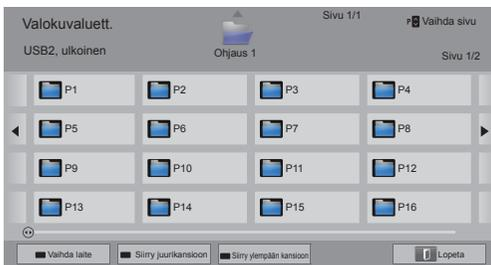 Valokuvaluett.
Sivu 1/1
P Vaihda sivu
USB2, ulkoinen
Ohjaus 1
Sivu 1/2
P1 P2 P3 P4
P5 P6 P7 P8
P9 P10 P11 P12
P13 P14 P15 P16
Vaihda laite Siirry juurikansioon Siirry ylempään kansioon Lopeta